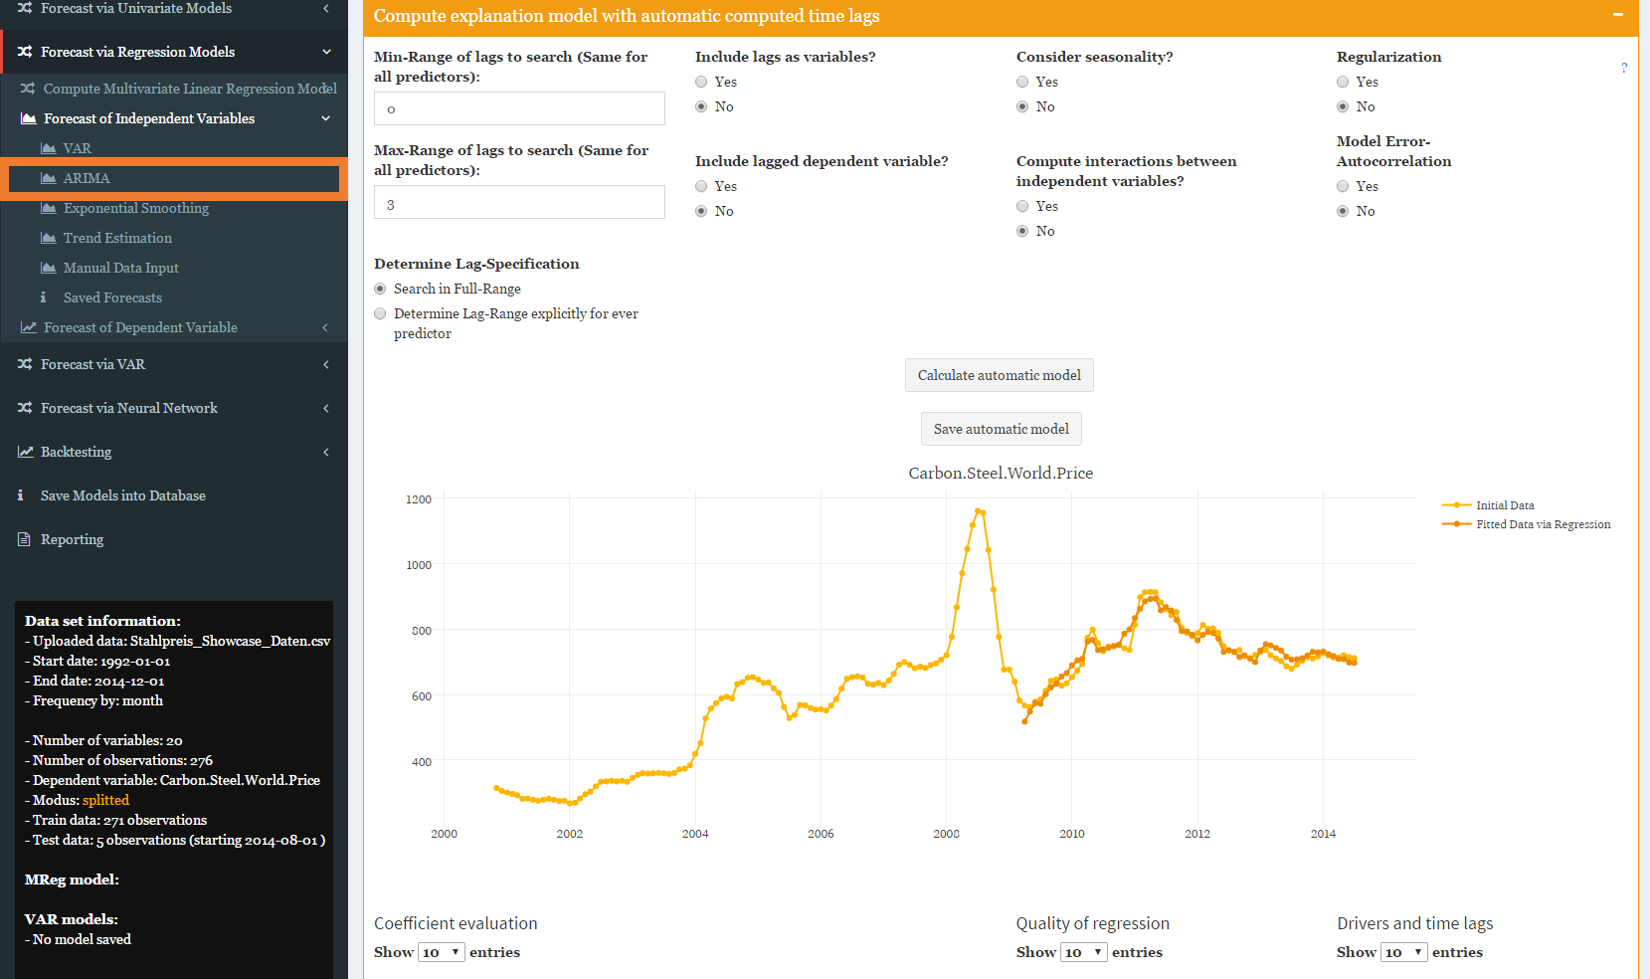 Forecast via Univariate Models
Forecast via Regression Models
Compute Multivariate Linear Regression Model
Forecast of Independent Variables
VAR
ARIMA
Exponential Smoothing
Trend Estimation
Manual Data Input
Saved Forecasts
Forecast of Dependent Variable
Forecast via VAR
Forecast via Neural Network
Backtesting
Save Models into Database
Reporting
Data set information:
- Uploaded data: Stahlpreis_Showcase_Daten.csv
- Start date: 1992-01-01
- End date: 2014-12-01
- Frequency by: month
- Number of variables: 20
- Number of observations: 276
- Dependent variable: Carbon.Steel.World.Price
- Modus: splitted
- Train data: 271 observations
- Test data: 5 observations (starting 2014-08-01 )
MReg model:
VAR models:
- No model saved
Compute explanation model with automatic computed time lags
Min-Range of lags to search (Same for
all predictors):
0
Max-Range of lags to search (Same for
all predictors):
3
Determine Lag-Specification
Search in Full-Range
Determine Lag-Range explicitly for ever
predictor
Include lags as variables?
Yes
No
Include lagged dependent variable?
Yes
No
Consider seasonality?
Yes
No
Compute interactions between
independent variables?
Yes
No
Regularization
Yes
No
Model Error-
Autocorrelation
Yes
No
?
Calculate automatic model
Save automatic model
Carbon.Steel.World.Price
1200
1000
800
600
400
2000 2002 2004 2006 2008 2010 2012 2014
Initial Data
Fitted Data via Regression
Coefficient evaluation
Show 10 entries
Quality of regression
Show 10 entries
Drivers and time lags
Show 10 entries